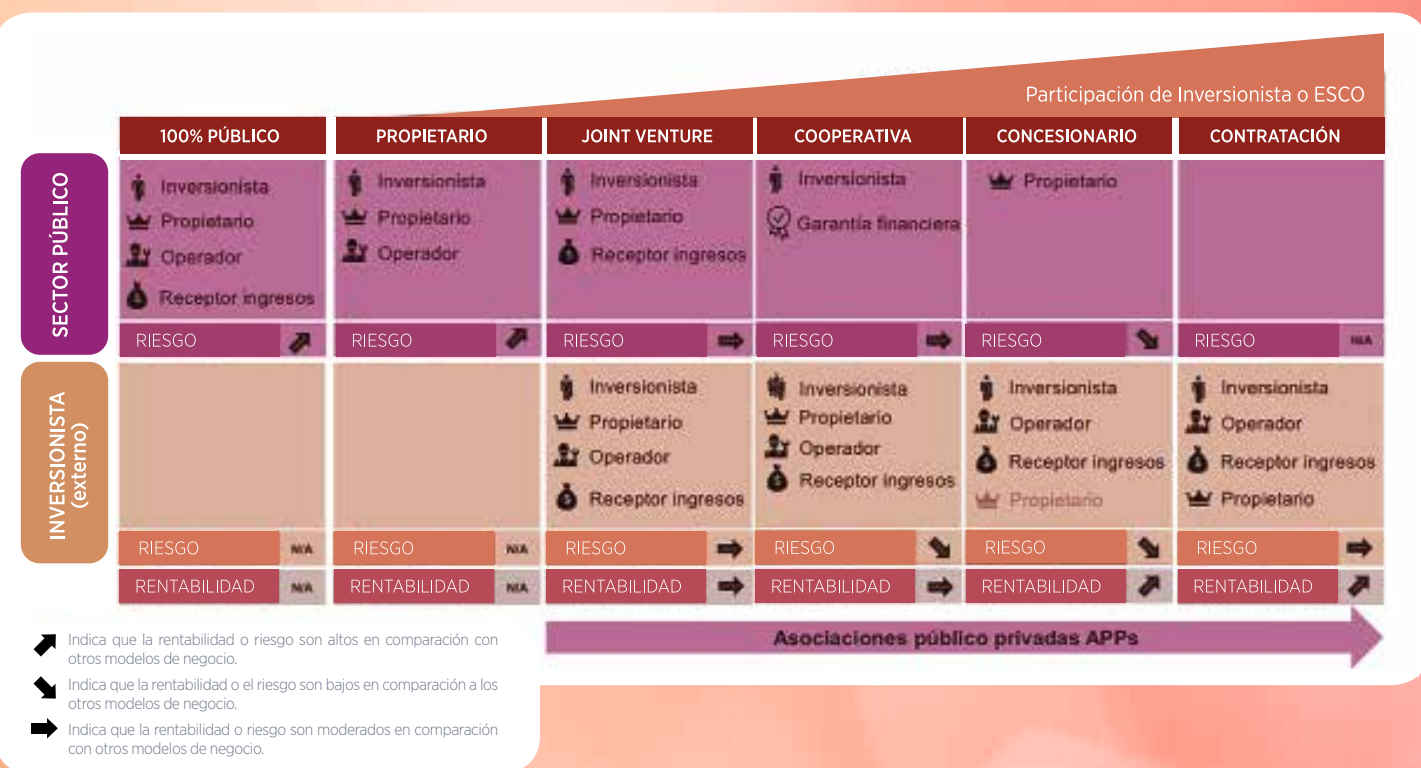 Participación de Inversionista o ESCO
100% PÚBLICO
PROPIETARIO
JOINT VENTURE
COOPERATIVA
CONCESIONARIO
CONTRATACIÓN
SECTOR PÚBLICO
Inversionista
Propietario
Operador
Receptor ingresos
Inversionista
Propietario
Operador
Inversionista
Propietario
Receptor ingresos
Inversionista
Garantía financiera
Propietario
RIESGO
RIESGO
RIESGO
RIESGO
RIESGO
RIESGO
N/A
INVERSIONISTA
(externo)
Inversionista
Propietario
Operador
Receptor ingresos
Inversionista
Propietario
Operador
Receptor ingresos
Inversionista
Operador
Receptor ingresos
Propietario
Inversionista
Operador
Receptor ingresos
Propietario
RIESGO
N/A
RIESGO
N/A
RIESGO
RIESGO
RIESGO
RIESGO
RENTABILIDAD
N/A
RENTABILIDAD
N/A
RENTABILIDAD
RENTABILIDAD
RENTABILIDAD
RENTABILIDAD
Asociaciones público privadas APPs
Indica que la rentabilidad o riesgo son altos en comparación con
otros modelos de negocio.
Indica que la rentabilidad o el riesgo son bajos en comparación a los
otros modelos de negocio.
Indica que la rentabilidad o riesgo son moderados en comparación
con otros modelos de negocio.